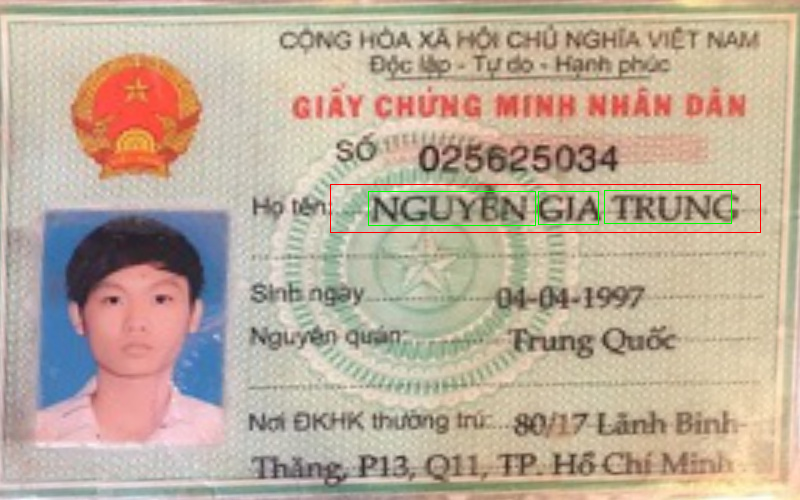 CỘNG HÒA XÃ HỘI CHỦ NGHĨA VIỆT NAM
Độc lập - Tự do - Hạnh phúc
GIẤY CHỨNG MINH NHÂN DÂN
SỐ 025625034
Họ tên: NGUYỄN GIA TRUNG
Sinh ngày 04-04-1997
Nguyên quán: Trung Quốc
Nơi ĐKHK thường trú: 80/17 Lãnh Binh
Thăng, P13, Q11, TP. Hồ Chí Minh